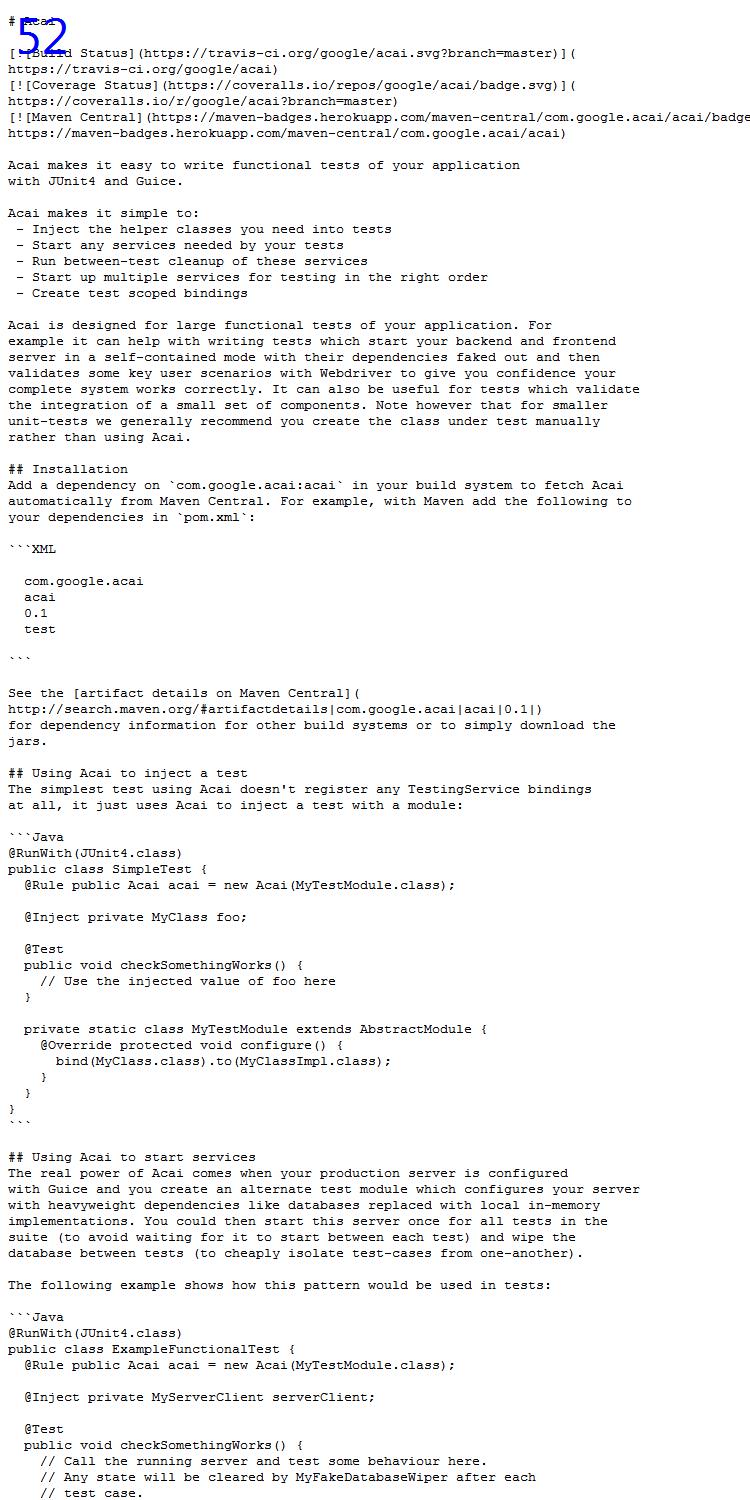 # Acai
52
[![Build Status](https://travis-ci.org/google/acai.svg?branch=master)](
https://travis-ci.org/google/acai)
[![Coverage Status](https://coveralls.io/repos/google/acai/badge.svg)](
https://coveralls.io/r/google/acai?branch=master)
[![Maven Central](https://maven-badges.herokuapp.com/maven-central/com.google.acai/acai/badge
https://maven-badges.herokuapp.com/maven-central/com.google.acai/acai)

Acai makes it easy to write functional tests of your application
with JUnit4 and Guice.

Acai makes it simple to:
 - Inject the helper classes you need into tests
 - Start any services needed by your tests
 - Run between-test cleanup of these services
 - Start up multiple services for testing in the right order
 - Create test scoped bindings

Acai is designed for large functional tests of your application. For
example it can help with writing tests which start your backend and frontend
server in a self-contained mode with their dependencies faked out and then
validates some key user scenarios with Webdriver to give you confidence your
complete system works correctly. It can also be useful for tests which validate
the integration of a small set of components. Note however that for smaller
unit-tests we generally recommend you create the class under test manually
rather than using Acai.

## Installation
Add a dependency on `com.google.acai:acai` in your build system to fetch Acai
automatically from Maven Central. For example, with Maven add the following to
your dependencies in `pom.xml`:

```XML

  com.google.acai
  acai
  0.1
  test

```

See the [artifact details on Maven Central](
http://search.maven.org/#artifactdetails|com.google.acai|acai|0.1|)
for dependency information for other build systems or to simply download the
jars.

## Using Acai to inject a test
The simplest test using Acai doesn't register any TestingService bindings
at all, it just uses Acai to inject a test with a module:

```Java
@RunWith(JUnit4.class)
public class SimpleTest {
  @Rule public Acai acai = new Acai(MyTestModule.class);

  @Inject private MyClass foo;

  @Test
  public void checkSomethingWorks() {
    // Use the injected value of foo here
  }

  private static class MyTestModule extends AbstractModule {
    @Override protected void configure() {
      bind(MyClass.class).to(MyClassImpl.class);
    }
  }
}
```

## Using Acai to start services
The real power of Acai comes when your production server is configured
with Guice and you create an alternate test module which configures your server
with heavyweight dependencies like databases replaced with local in-memory
implementations. You could then start this server once for all tests in the
suite (to avoid waiting for it to start between each test) and wipe the
database between tests (to cheaply isolate test-cases from one-another).

The following example shows how this pattern would be used in tests:

```Java
@RunWith(JUnit4.class)
public class ExampleFunctionalTest {
  @Rule public Acai acai = new Acai(MyTestModule.class);

  @Inject private MyServerClient serverClient;

  @Test
  public void checkSomethingWorks() {
    // Call the running server and test some behaviour here.
    // Any state will be cleared by MyFakeDatabaseWiper after each
    // test case.